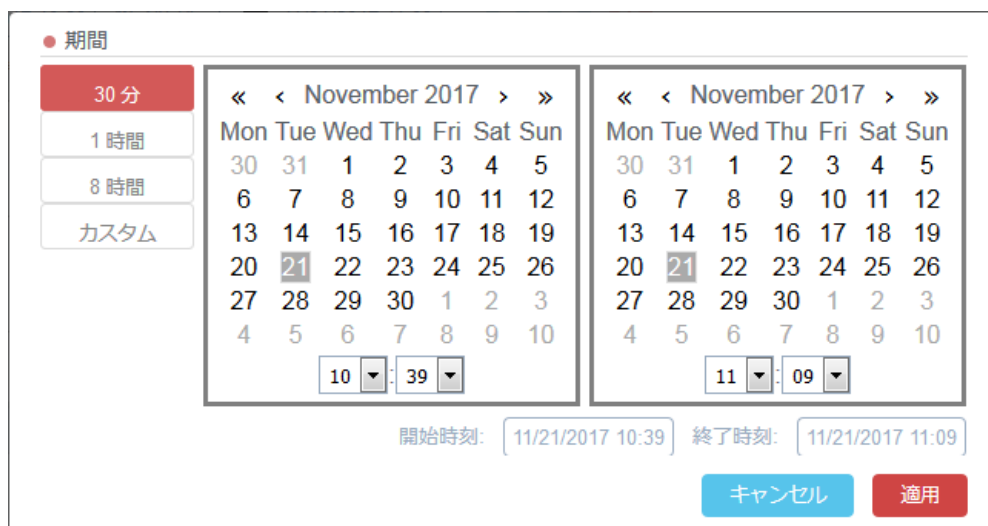 期間
30 分
1 時間
8 時間
カスタム
« ‹ November 2017 › »
Mon Tue Wed Thu Fri Sat Sun
30 31 1 2 3 4 5
6 7 8 9 10 11 12
13 14 15 16 17 18 19
20 21 22 23 24 25 26
27 28 29 30 1 2 3
4 5 6 7 8 9 10
10 : 39
« ‹ November 2017 › »
Mon Tue Wed Thu Fri Sat Sun
30 31 1 2 3 4 5
6 7 8 9 10 11 12
13 14 15 16 17 18 19
20 21 22 23 24 25 26
27 28 29 30 1 2 3
4 5 6 7 8 9 10
11 : 09
開始時刻: 11/21/2017 10:39 終了時刻: 11/21/2017 11:09
キャンセル 適用